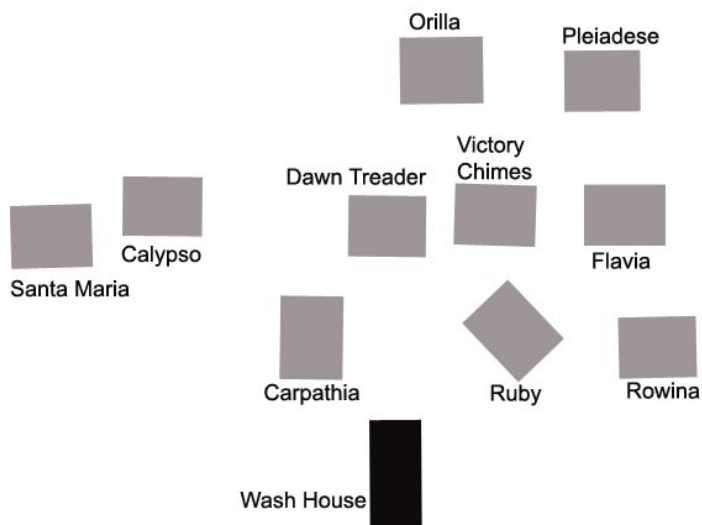 Orilla
Pleiadese
Victory
Chimes
Dawn Treader
Calypso
Flavia
Santa Maria
Carpathia
Ruby
Rowina
Wash House